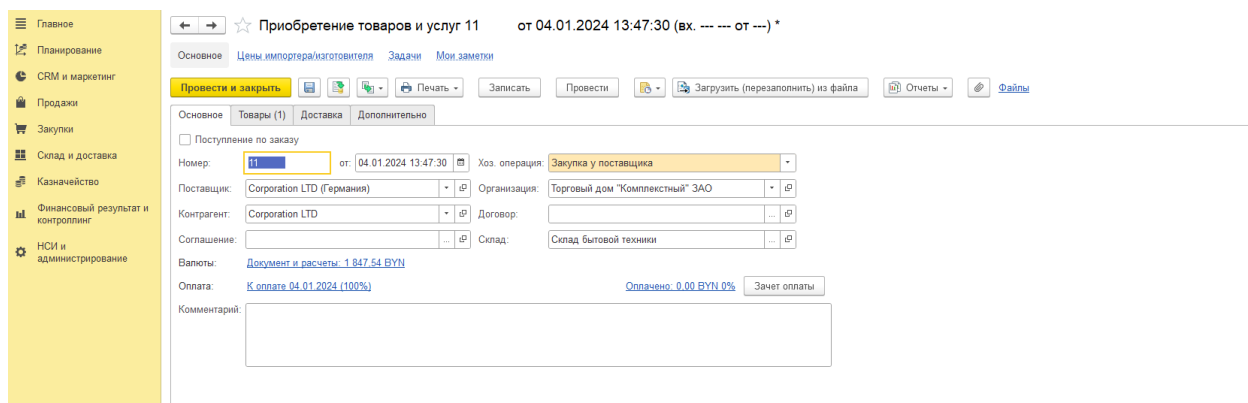 Главное
Планирование
CRM и маркетинг
Продажи
Закупки
Склад и доставка
Казначейство
Финансовый результат и
контроллинг
НСИ и
администрирование
Приобретение товаров и услуг 11 от 04.01.2024 13:47:30 (вх. --- --- от ---) *
Основное Цены импортера/изготовителя Задачи Мои заметки
Провести и закрыть Печать Записать Провести Загрузить (перезаполнить) из файла Отчеты Файлы
Основное Товары (1) Доставка Дополнительно
Поступление по заказу
Номер: 11 от: 04.01.2024 13:47:30 Хоз. операция: Закупка у поставщика
Поставщик: Corporation LTD (Германия) Организация: Торговый дом "Комплекстный" ЗАО
Контрагент: Corporation LTD Договор:
Соглашение: Склад: Склад бытовой техники
Валюты: Документ и расчеты: 1 847,54 BYN
Оплата: К оплате 04.01.2024 (100%) Оплачено: 0.00 BYN 0% Зачет оплаты
Комментарий: